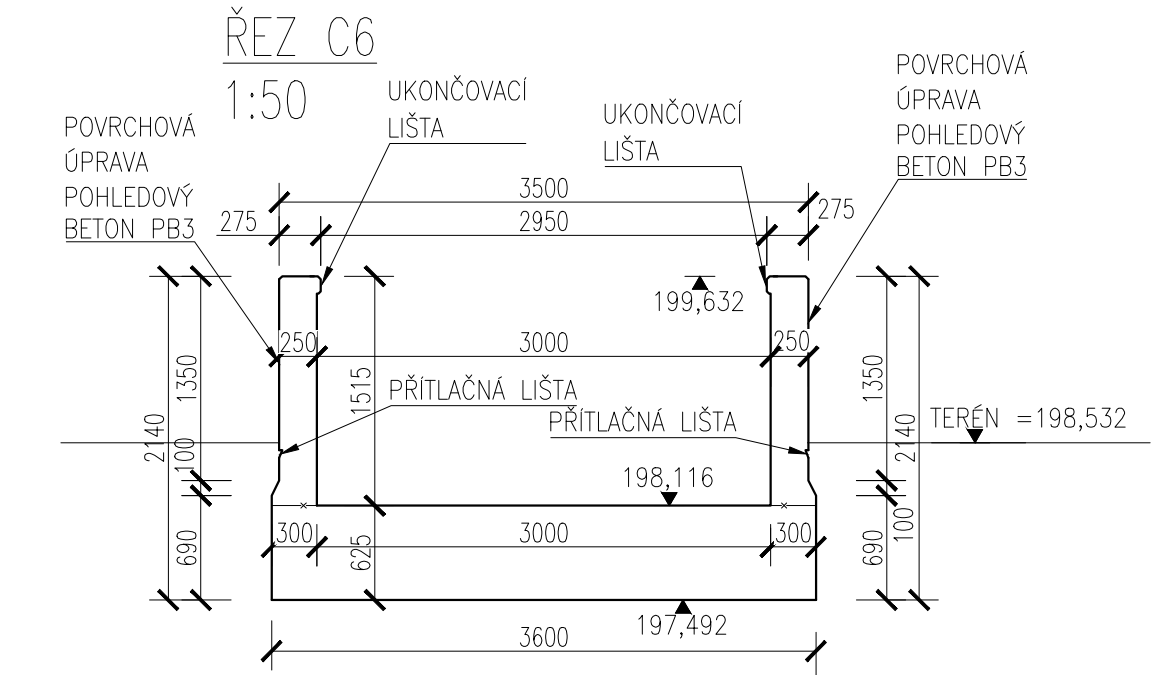 ŘEZ C6
1:50
POVRCHOVÁ
ÚPRAVA
POHLEDOVÝ
BETON PB3
UKONČOVACÍ
LIŠTA
UKONČOVACÍ
LIŠTA
POVRCHOVÁ
ÚPRAVA
POHLEDOVÝ
BETON PB3
3500
275
2950
275
199,632
250
3000
250
1350
1515
1350
PŘÍTLAČNÁ LIŠTA
PŘÍTLAČNÁ LIŠTA
TERÉN =198,532
2140
100
2140
198,116
300
3000
300
690
625
690
100
197,492
3600